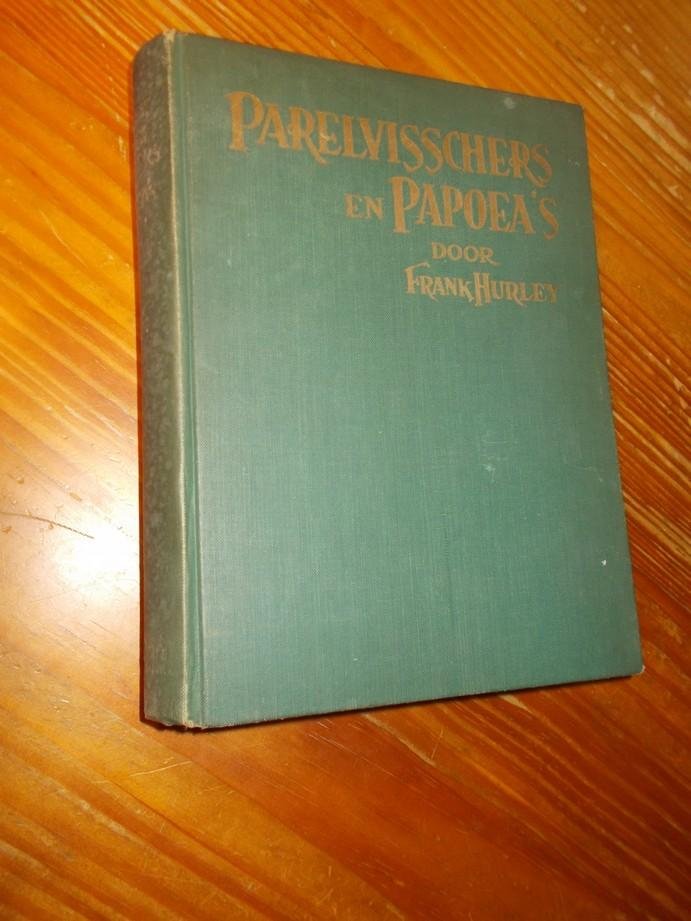 PARELVISSCHERS
EN PAPOEA'S
DOOR
FRANK HURLEY